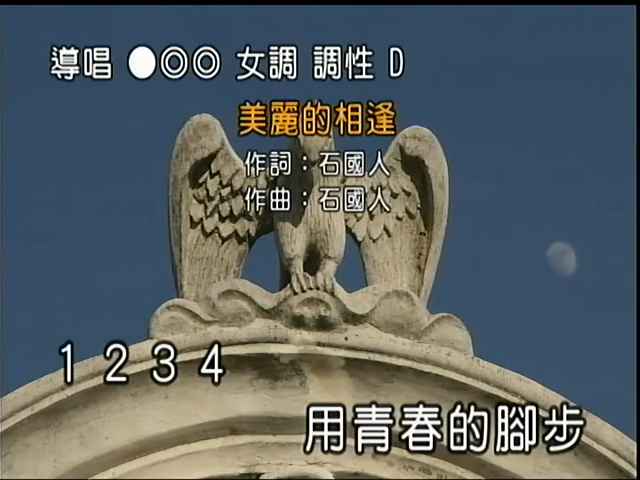 導唱 ●◎◎ 女調 調性 D
美麗的相逢
作詞：石國人
作曲：石國人
1 2 3 4
用青春的腳步